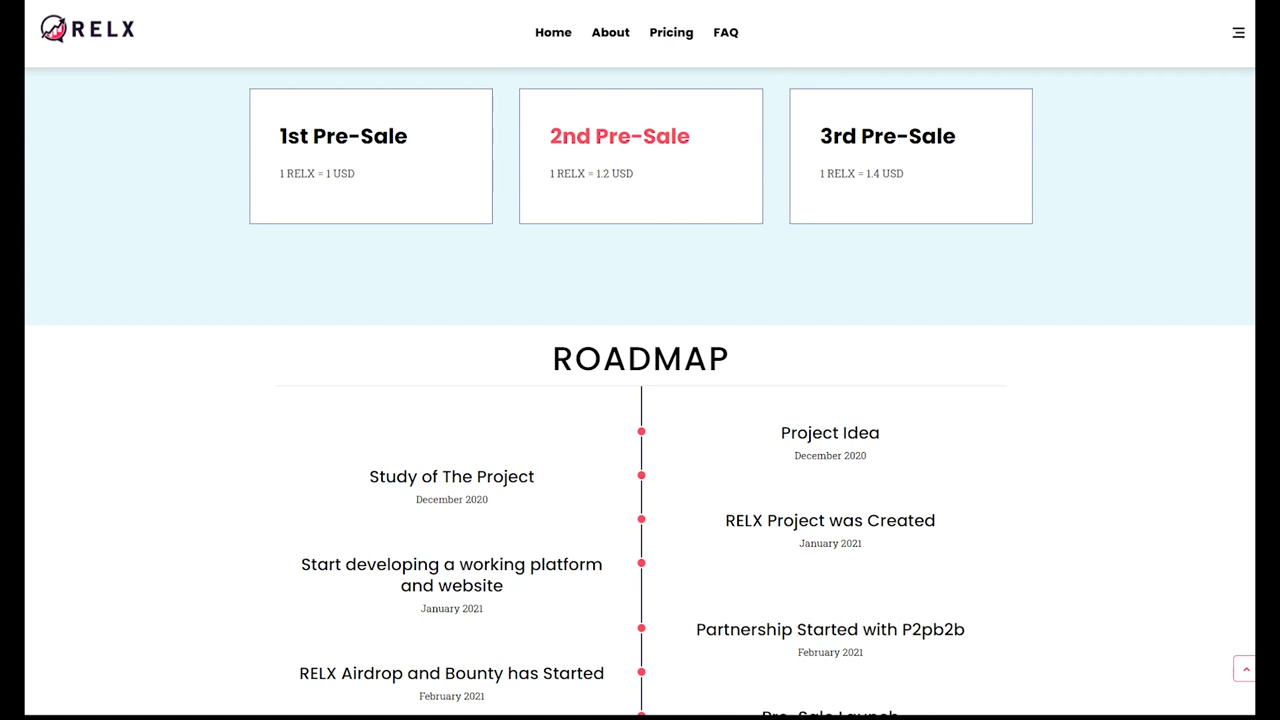 RELX
Home About Pricing FAQ
1st Pre-Sale
1 RELX = 1 USD
2nd Pre-Sale
1 RELX = 1.2 USD
3rd Pre-Sale
1 RELX = 1.4 USD
ROADMAP
Project Idea
December 2020
Study of The Project
December 2020
RELX Project was Created
January 2021
Start developing a working platform
and website
January 2021
Partnership Started with P2pb2b
February 2021
RELX Airdrop and Bounty has Started
February 2021
Pre-Sale Launch